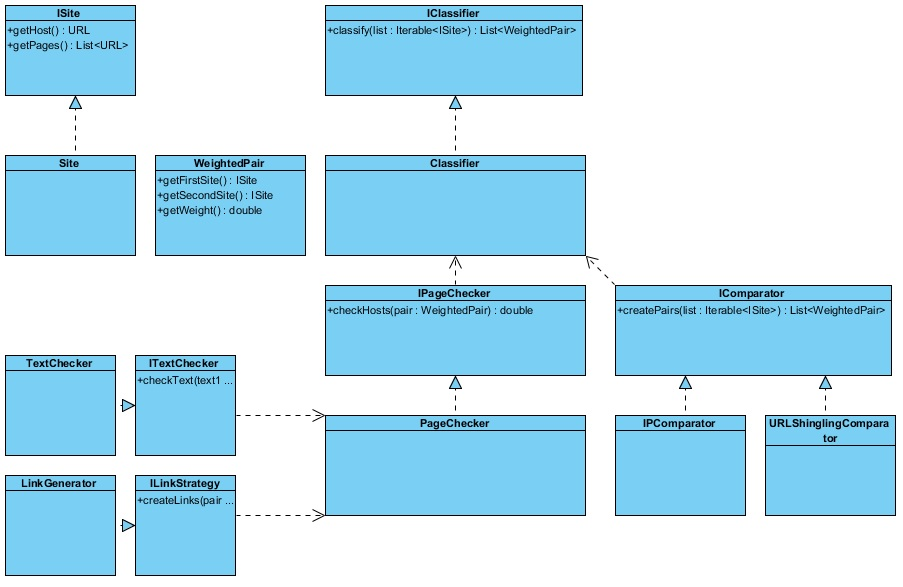 ISite
+getHost() : URL
+getPages() : List<URL>
IClassifier
+classify(list : Iterable<ISite>) : List<WeightedPair>
Site
WeightedPair
+getFirstSite() : ISite
+getSecondSite() : ISite
+getWeight() : double
Classifier
IPageChecker
+checkHosts(pair : WeightedPair) : double
IComparator
+createPairs(list : Iterable<ISite>) : List<WeightedPair>
TextChecker
ITextChecker
+checkText(text1 ...
PageChecker
IPComparator
URLShinglingCompara
tor
LinkGenerator
ILinkStrategy
+createLinks(pair ...